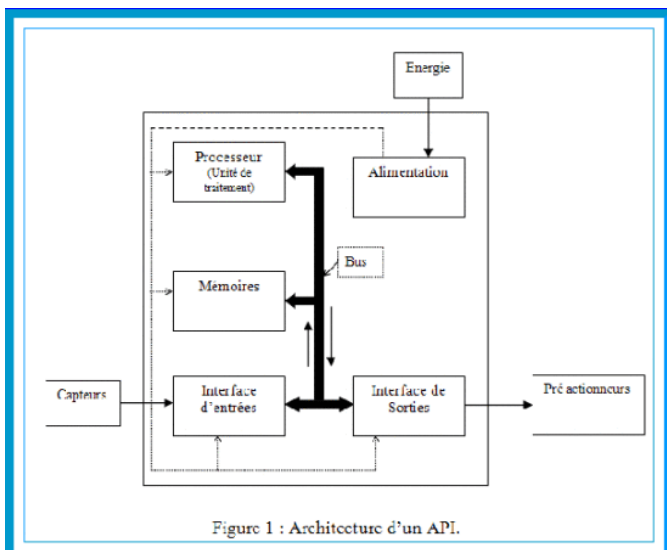 Energie
Processeur
(Unité de
traitement)
Alimentation
Bus
Mémoires
Capteurs
Interface
d'entrées
Interface de
Sorties
Pré actionneurs
Figure 1 : Architecture d'un API.